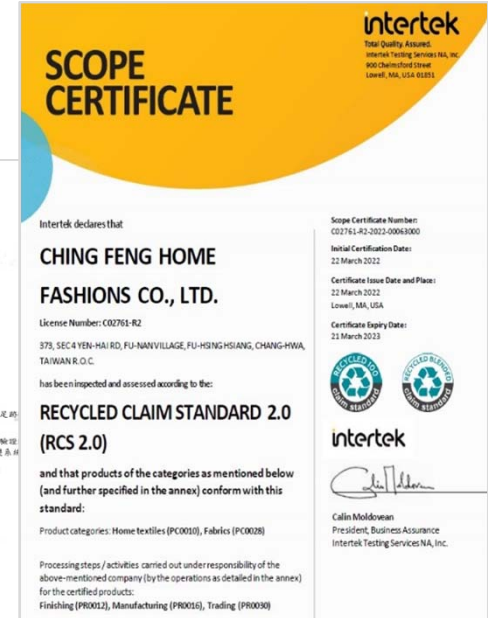 intertek
Total Quality. Assured.
Intertek Testing Services NA, Inc.
900 Chelmsford Street
Lowell, MA, USA 01851
SCOPE
CERTIFICATE
Intertek declares that
CHING FENG HOME
FASHIONS CO., LTD.
License Number: C02761-R2
373, SEC 4 YEN-HAI RD, FU-NAN VILLAGE, FU-HSING HSIANG, CHANG-HWA,
TAIWAN R.O.C.
has been inspected and assessed according to the:
RECYCLED CLAIM STANDARD 2.0
(RCS 2.0)
and that products of the categories as mentioned below
(and further specified in the annex) conform with this
standard:
Product categories: Home textiles (PC0010), Fabrics (PC0028)
Processing steps / activities carried out under responsibility of the
above-mentioned company (by the operations as detailed in the annex)
for the certified products:
Finishing (PR0012), Manufacturing (PR0016), Trading (PR0030)
Scope Certificate Number:
C02761-R2-2022-00063000
Initial Certification Date:
22 March 2022
Certificate Issue Date and Place:
22 March 2022
Lowell, MA, USA
Certificate Expiry Date:
21 March 2023
RECYCLED 100
claim standard
RECYCLED BLENDED
claim standard
intertek
Calin Moldovean
Calin Moldovean
President, Business Assurance
Intertek Testing Services NA, Inc.